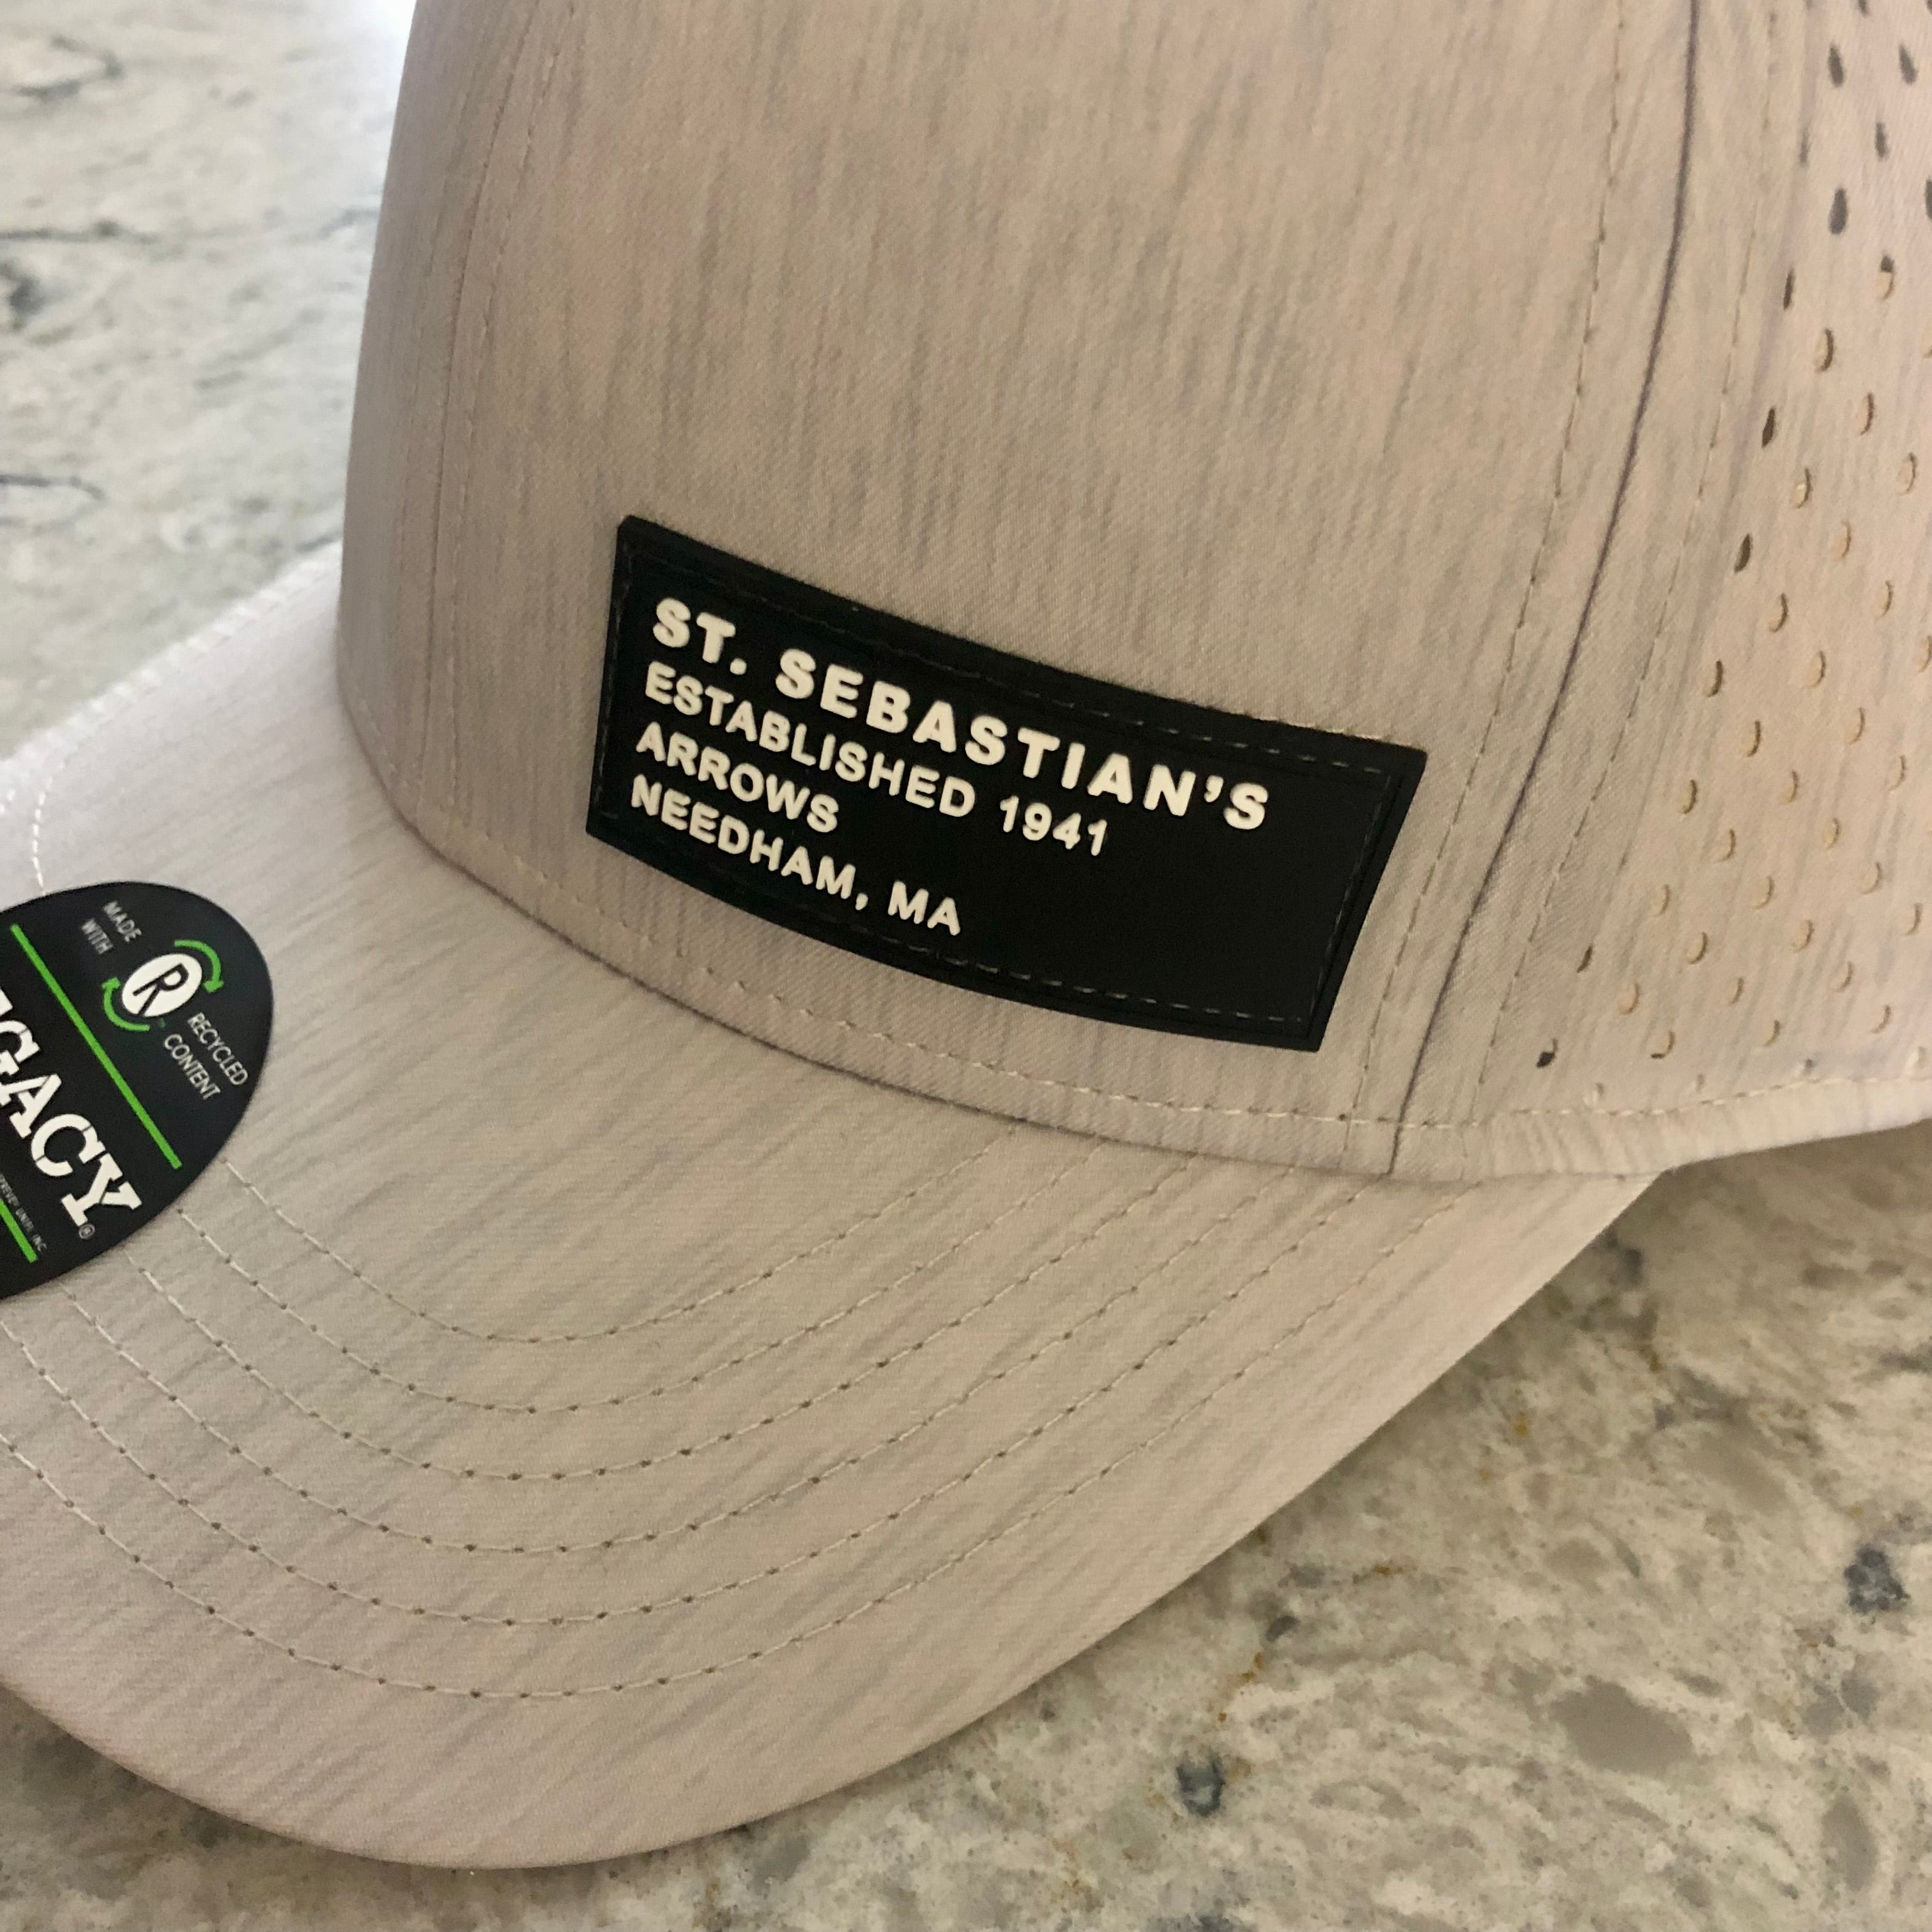 ST. SEBASTIAN'S
ESTABLISHED 1941
ARROWS
NEEDHAM, MA
MADE
WITH
R
RECYCLED
CONTENT